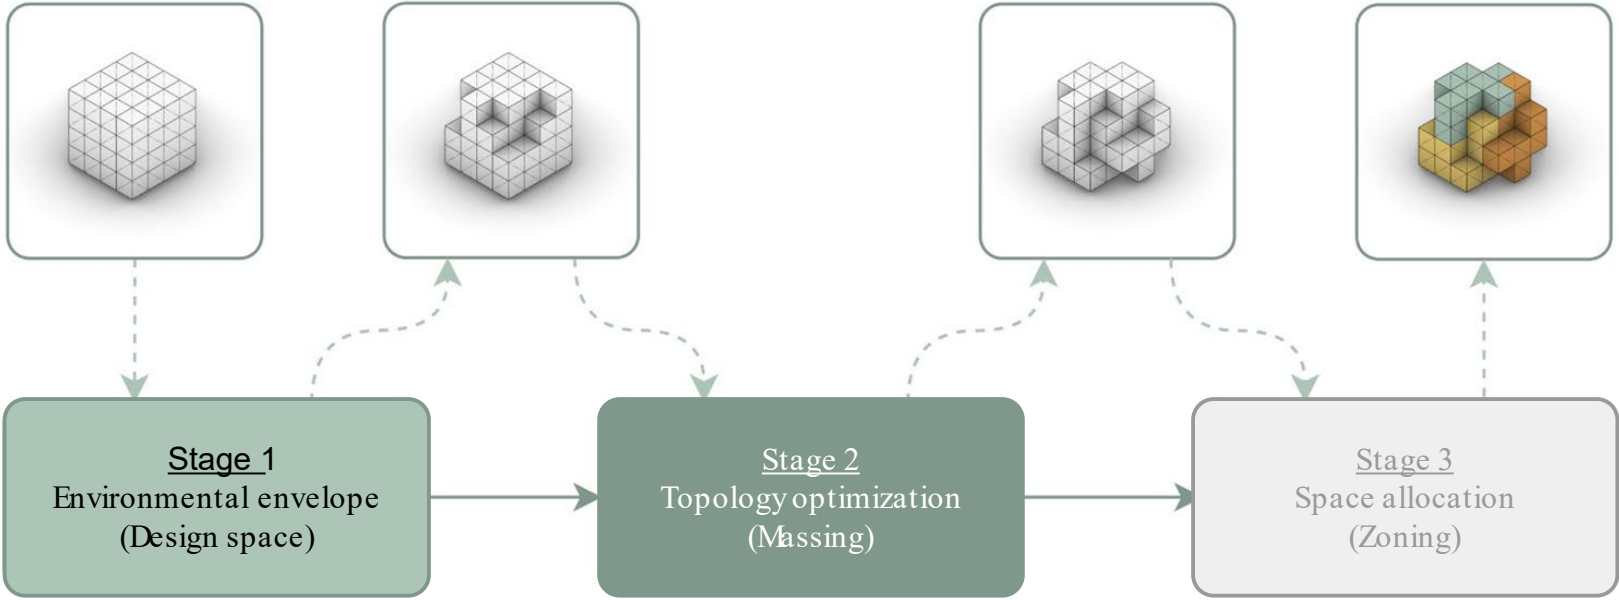 Stage 1
Environmental envelope
(Design space)
Stage 2
Topology optimization
(Massing)
Stage 3
Space allocation
(Zoning)